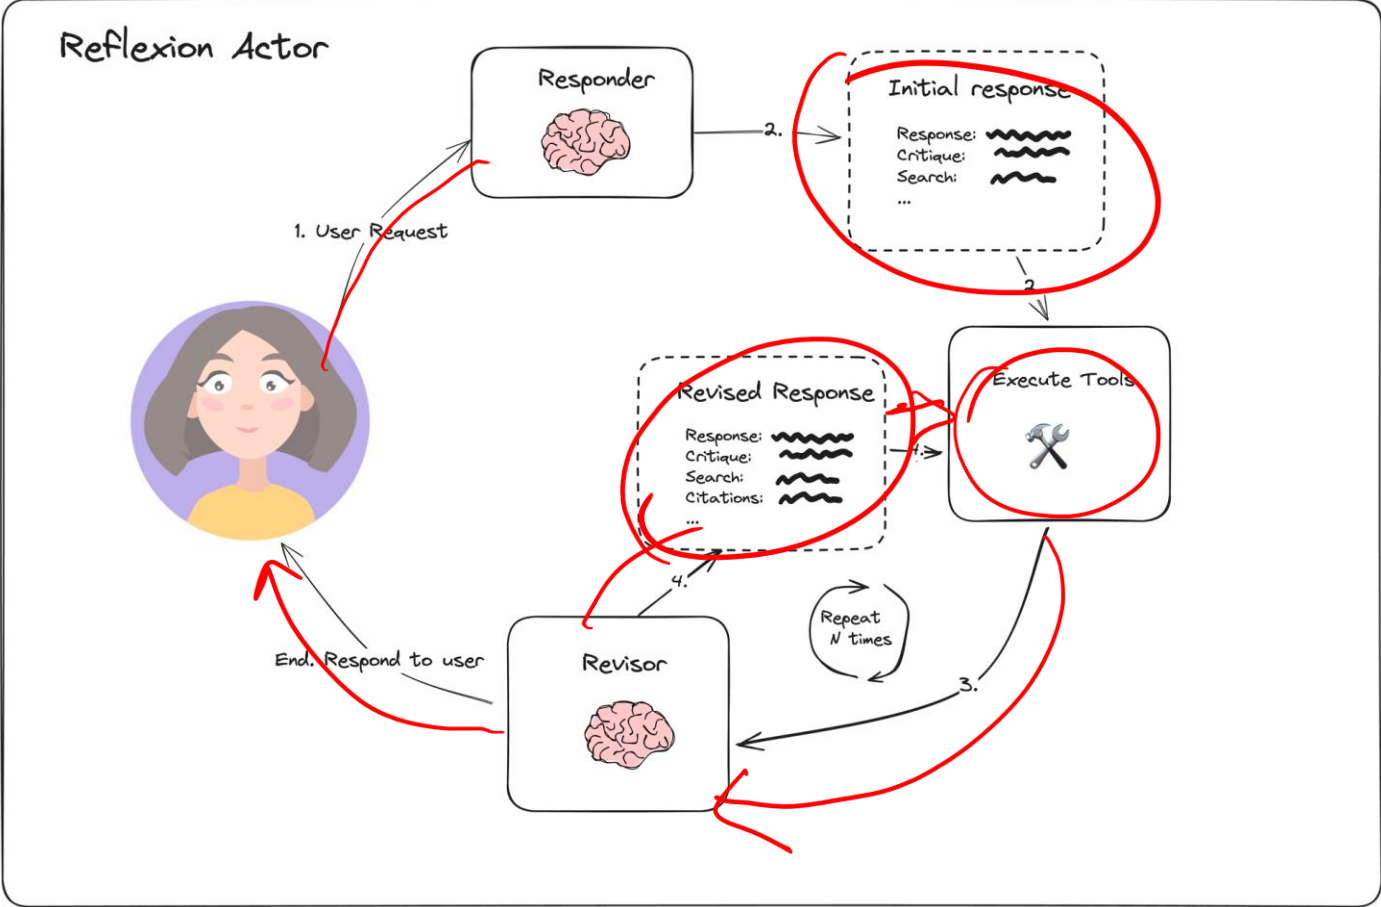 Reflexion Actor
Responder
2.
Initial response
Response:
Critique:
Search:
...
1. User Request
2.
Execute Tools
Revised Response
Response:
Critique:
Search:
Citations:
...
4.
4.
Repeat
N times
End. Respond to user
Revisor
3.